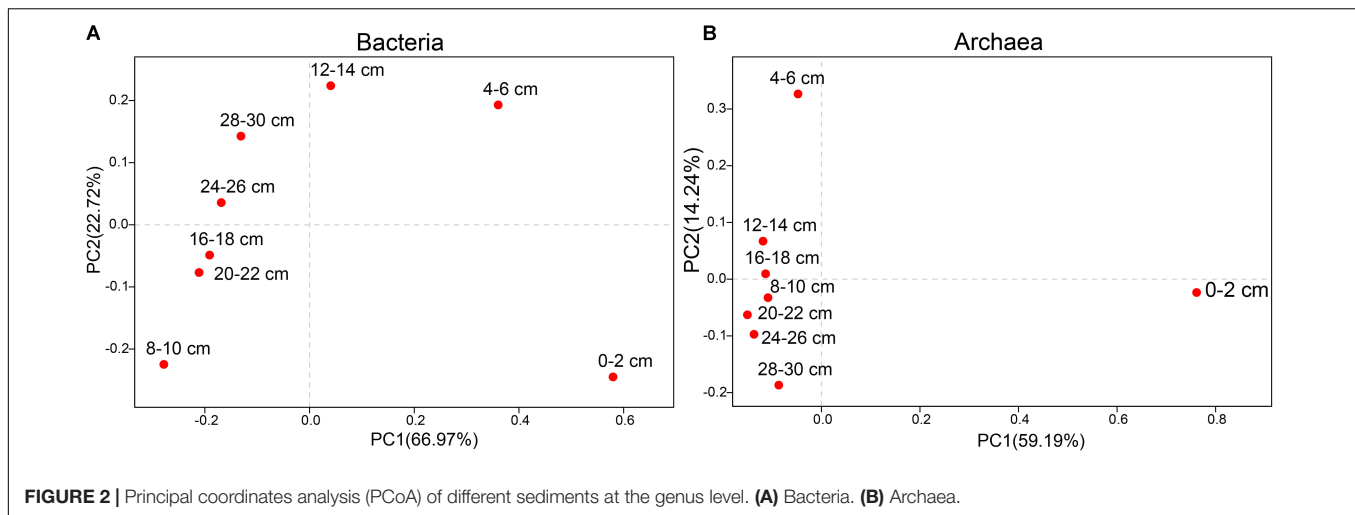 A
Bacteria
12-14 cm
4-6 cm
28-30 cm
24-26 cm
16-18 cm
20-22 cm
8-10 cm
0-2 cm
0.2
0.1
0.0
-0.1
-0.2
PC2(22.72%)
-0.2
0.0
0.2
0.4
0.6
PC1(66.97%)
B
Archaea
4-6 cm
12-14 cm
16-18 cm
8-10 cm
0-2 cm
20-22 cm
24-26 cm
28-30 cm
0.3
0.2
0.1
0.0
-0.1
-0.2
PC2(14.24%)
0.0
0.2
0.4
0.6
0.8
PC1(59.19%)
FIGURE 2 | Principal coordinates analysis (PCoA) of different sediments at the genus level. (A) Bacteria. (B) Archaea.